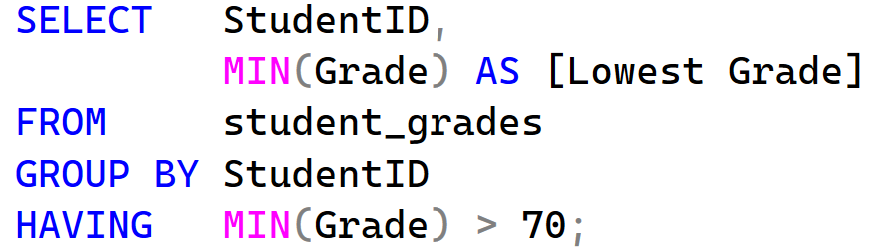 SELECT   StudentID,
         MIN(Grade) AS [Lowest Grade]
FROM     student_grades
GROUP BY StudentID
HAVING   MIN(Grade) > 70;